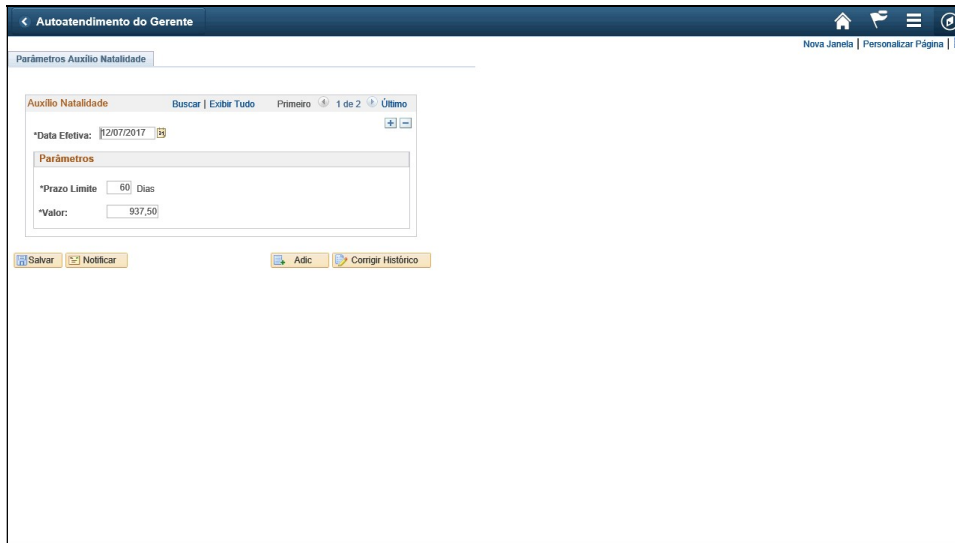 Autoatendimento do Gerente
Nova Janela | Personalizar Página |
Parâmetros Auxílio Natalidade
Auxílio Natalidade Buscar | Exibir Tudo Primeiro 1 de 2 Último
*Data Efetiva: 12/07/2017
Parâmetros
*Prazo Limite 60 Dias
*Valor: 937,50
Salvar Notificar Adic Corrigir Histórico